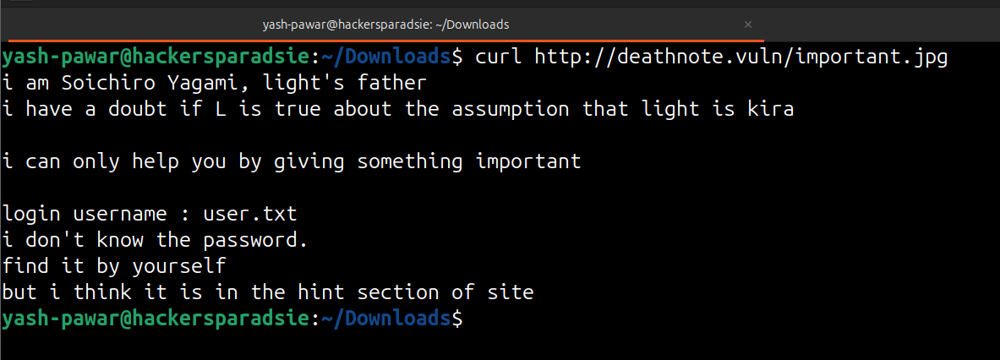 yash-pawar@hackersparadsie: ~/Downloads
yash-pawar@hackersparadsie:~/Downloads$ curl http://deathnote.vuln/important.jpg
i am Soichiro Yagami, light's father
i have a doubt if L is true about the assumption that light is kira
i can only help you by giving something important
login username : user.txt
i don't know the password.
find it by yourself
but i think it is in the hint section of site
yash-pawar@hackersparadsie:~/Downloads$